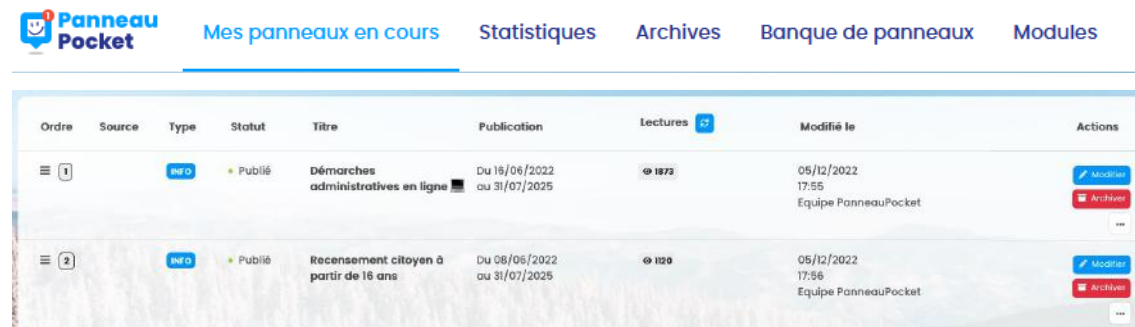 1
Panneau
Pocket
Mes panneaux en cours Statistiques Archives Banque de panneaux Modules
Ordre Source Type Statut Titre Publication Lectures Modifié le Actions
1 INFO Publié Démarches Du 16/06/2022 1873 05/12/2022 Modifier
administratives en ligne au 31/07/2025 17:55 Archiver
Equipe PanneauPocket
...
2 INFO Publié Recensement citoyen à Du 08/06/2022 1120 05/12/2022 Modifier
partir de 16 ans au 31/07/2025 17:56 Archiver
Equipe PanneauPocket
...